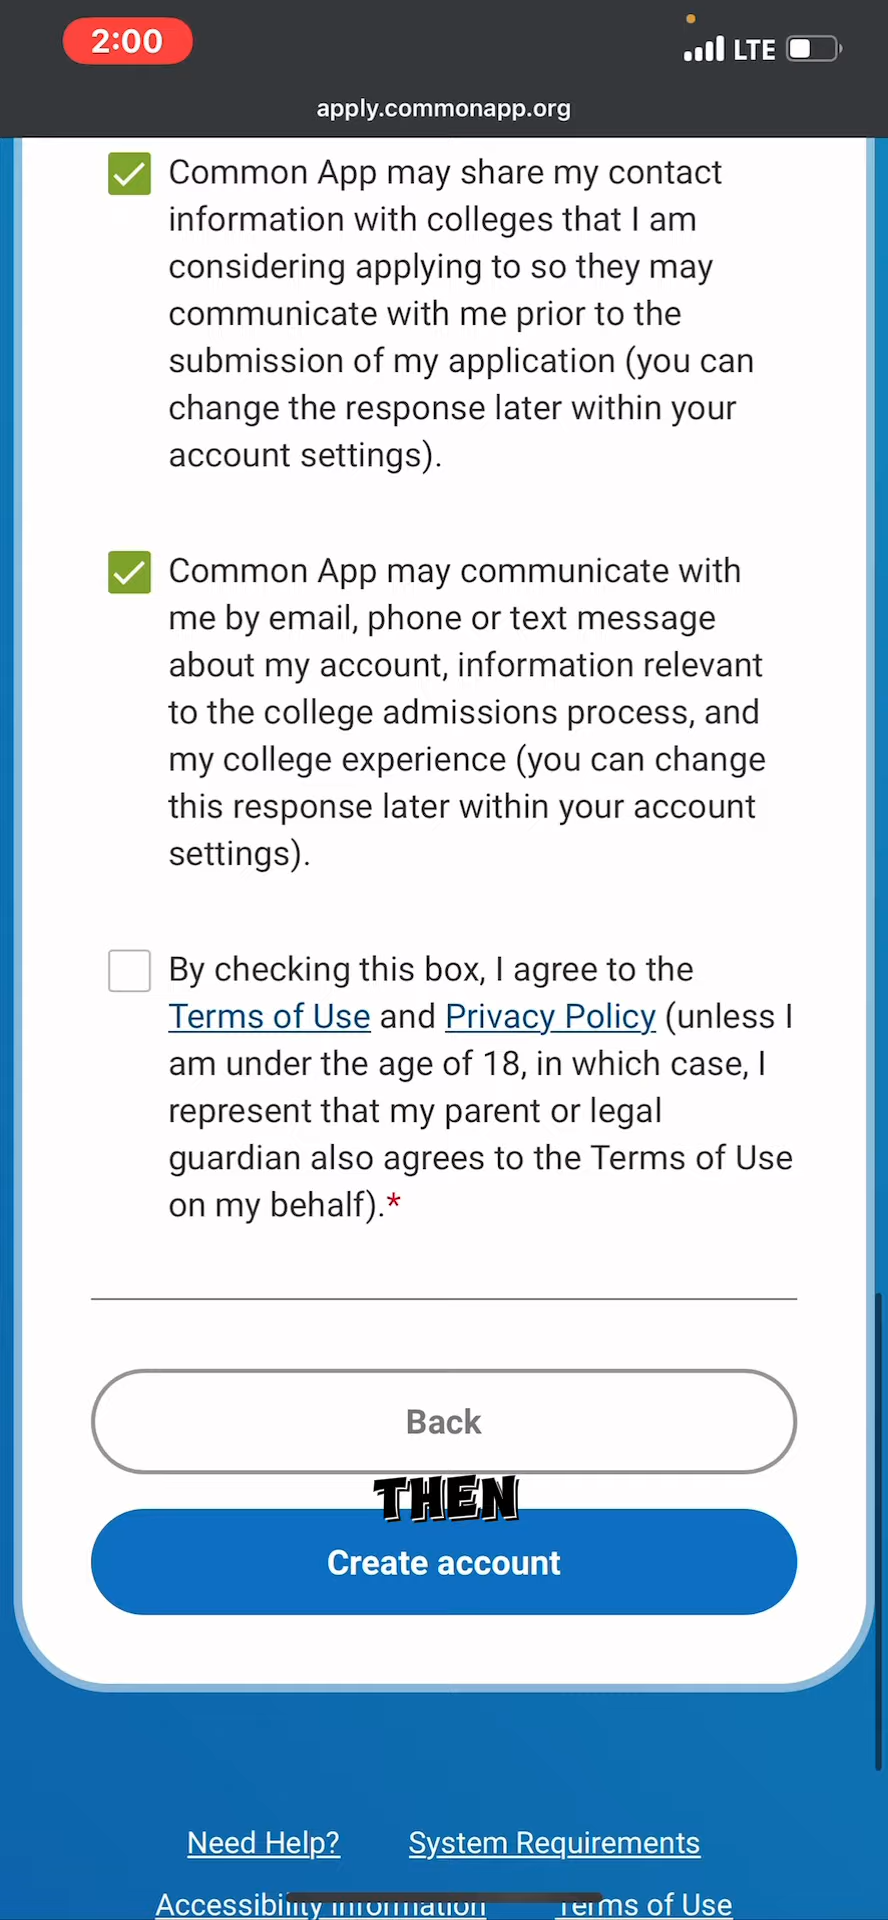 2:00
LTE
apply.commonapp.org
Common App may share my contact
information with colleges that I am
considering applying to so they may
communicate with me prior to the
submission of my application (you can
change the response later within your
account settings).
Common App may communicate with
me by email, phone or text message
about my account, information relevant
to the college admissions process, and
my college experience (you can change
this response later within your account
settings).
By checking this box, I agree to the
Terms of Use and Privacy Policy (unless I
am under the age of 18, in which case, I
represent that my parent or legal
guardian also agrees to the Terms of Use
on my behalf).*
Back
THEN
Create account
Need Help? System Requirements
Accessibility Information Terms of Use